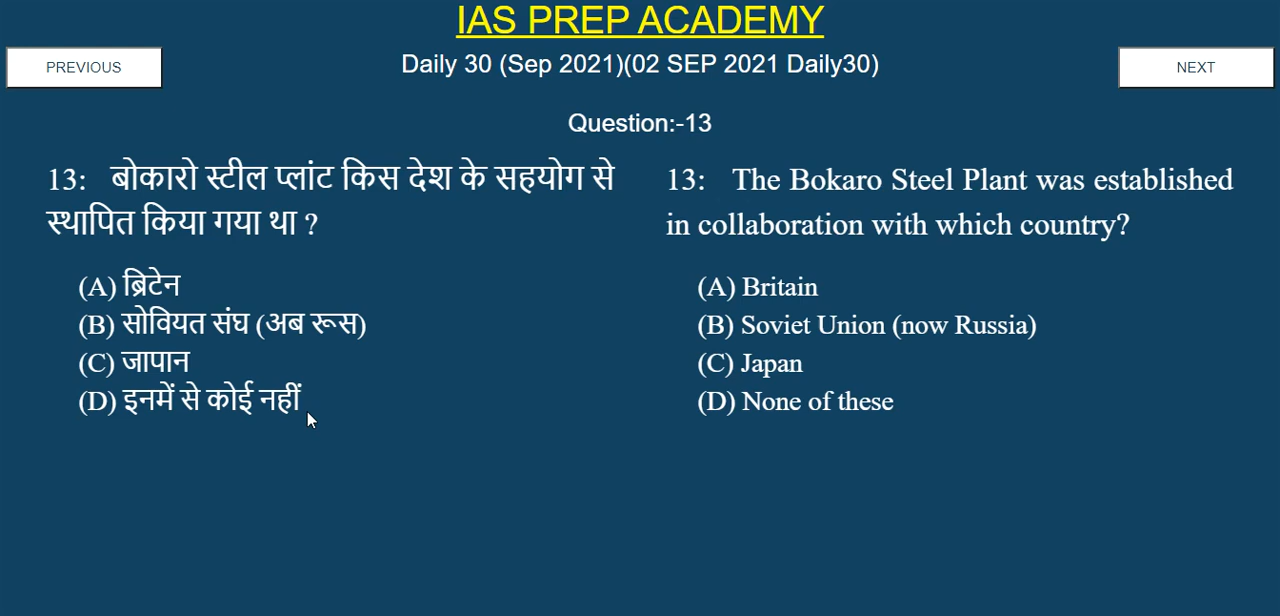 IAS PREP ACADEMY
PREVIOUS
Daily 30 (Sep 2021)(02 SEP 2021 Daily30)
NEXT
Question:-13
13: बोकारो स्टील प्लांट किस देश के सहयोग से
स्थापित किया गया था ?
(A) ब्रिटेन
(B) सोवियत संघ (अब रूस)
(C) जापान
(D) इनमें से कोई नहीं
13: The Bokaro Steel Plant was established
in collaboration with which country?
(A) Britain
(B) Soviet Union (now Russia)
(C) Japan
(D) None of these